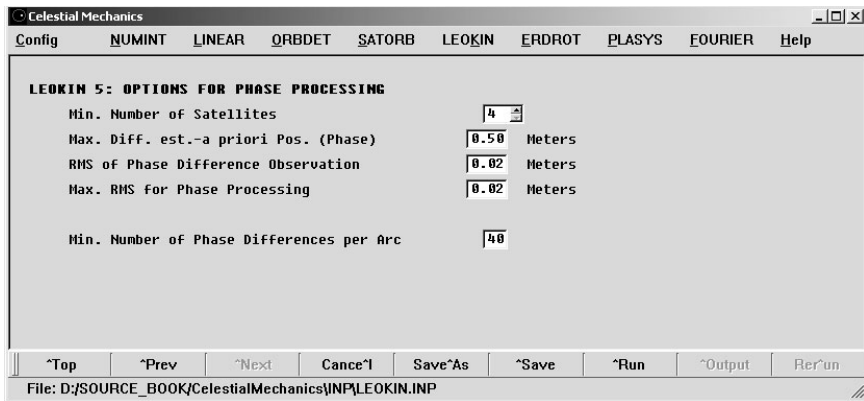 Celestial Mechanics
Config NUMINT LINEAR ORBDET SATORB LEOKIN ERDROT PLASYS FOURIER Help
LEOKIN 5: OPTIONS FOR PHASE PROCESSING
Min. Number of Satellites 4
Max. Diff. est.-a priori Pos. (Phase) 0.50 Meters
RMS of Phase Difference Observation 0.02 Meters
Max. RMS for Phase Processing 0.02 Meters
Min. Number of Phase Differences per Arc 40
^Top ^Prev ^Next Cance^l Save^As ^Save ^Run ^Output Rer^un
File: D:/SOURCE_BOOK/CelestialMechanics\INP\LEOKIN.INP